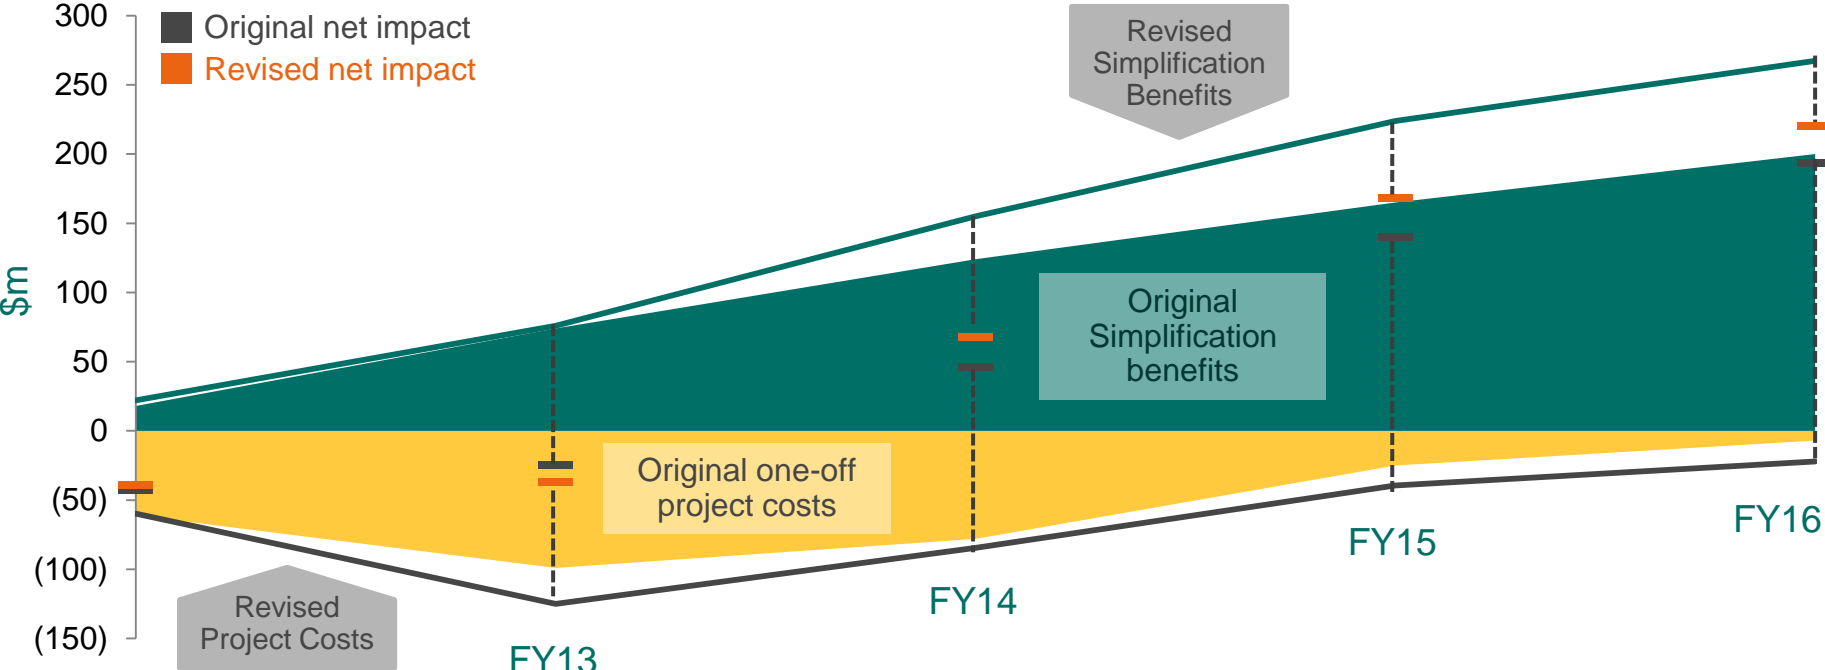 300
250
200
150
100
50
0
(50)
(100)
(150)
$m
Original net impact
Revised net impact
Revised
Simplification
Benefits
Original
Simplification
benefits
Original one-off
project costs
Revised
Project Costs
FY13
FY14
FY15
FY16